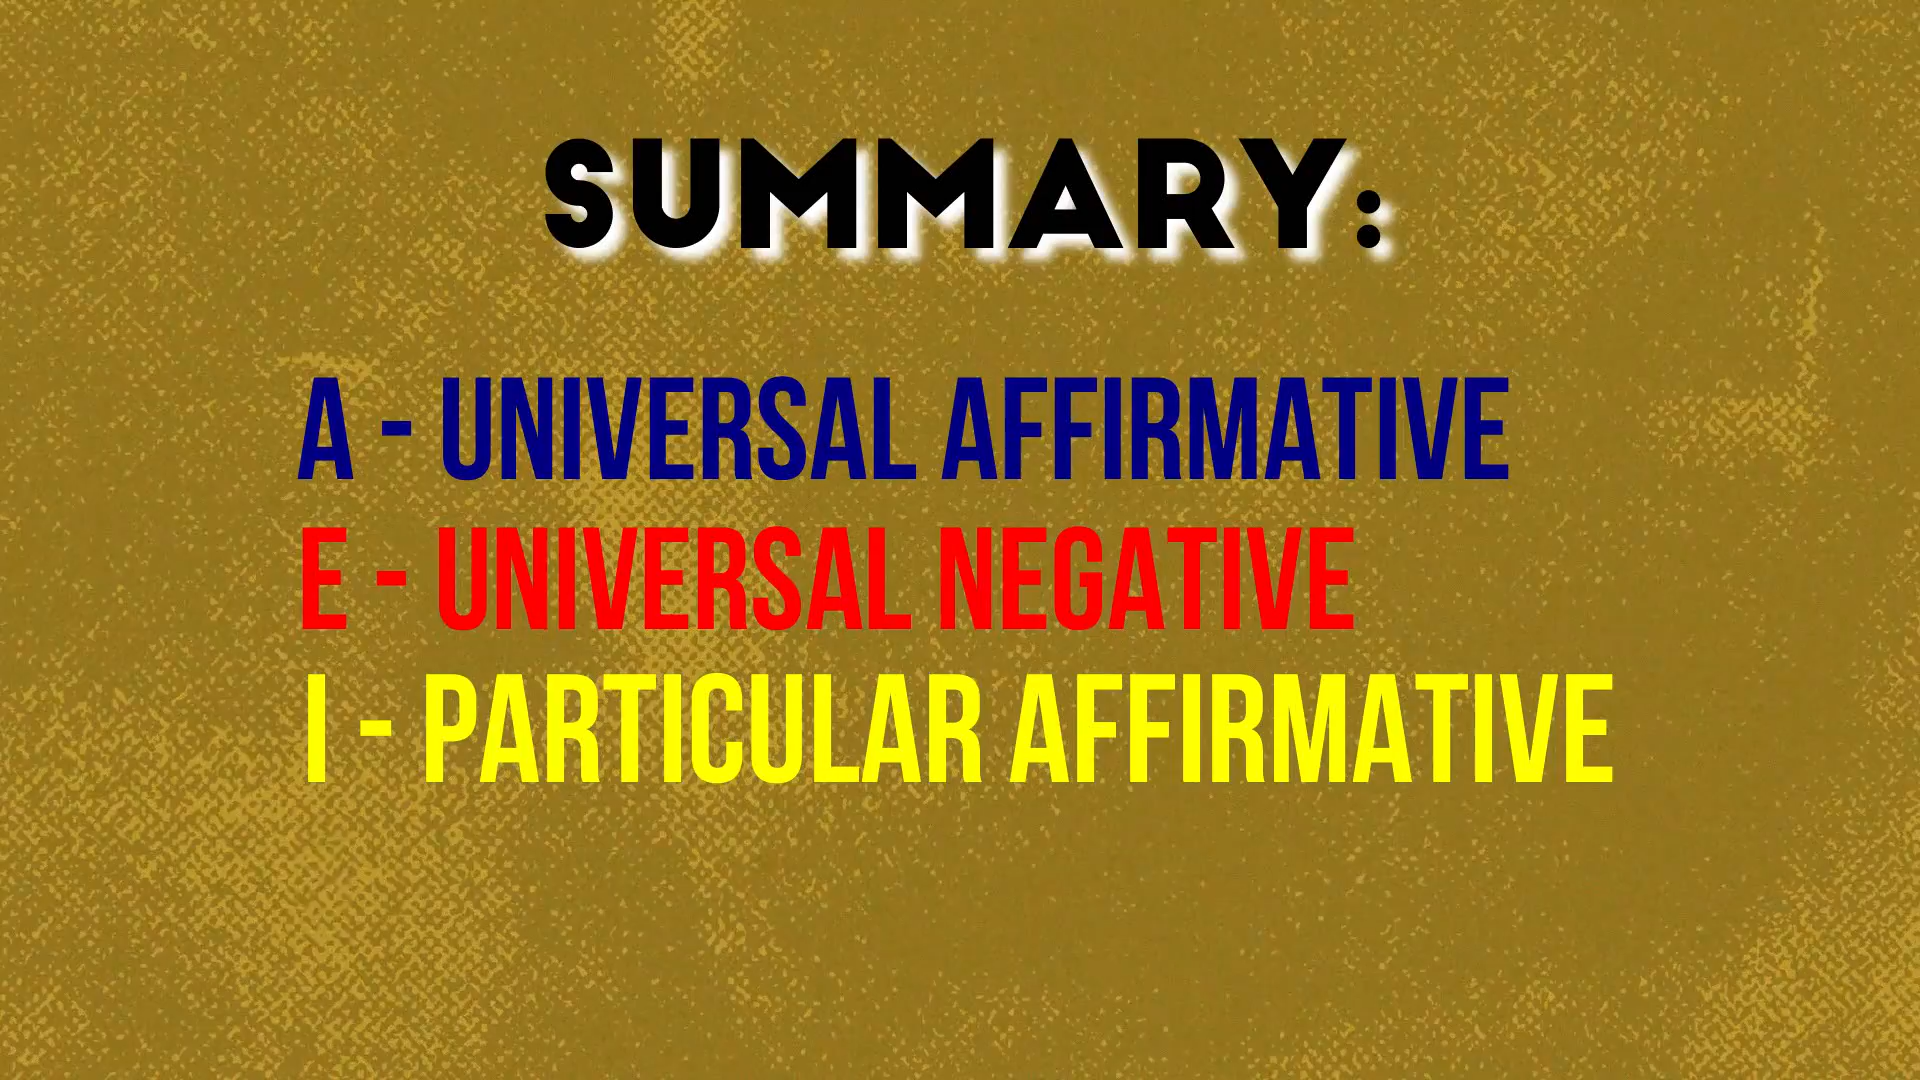 SUMMARY:
A - UNIVERSAL AFFIRMATIVE
E - UNIVERSAL NEGATIVE
I - PARTICULAR AFFIRMATIVE